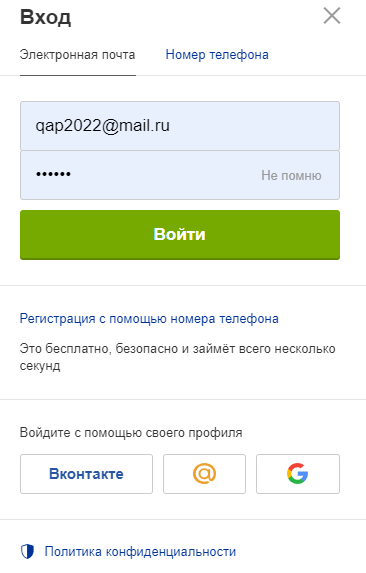 Вход
Электронная почта Номер телефона
qap2022@mail.ru
•••••• Не помню
Войти
Регистрация с помощью номера телефона
Это бесплатно, безопасно и займёт всего несколько
секунд
Войдите с помощью своего профиля
Вконтакте @ G
Политика конфиденциальности